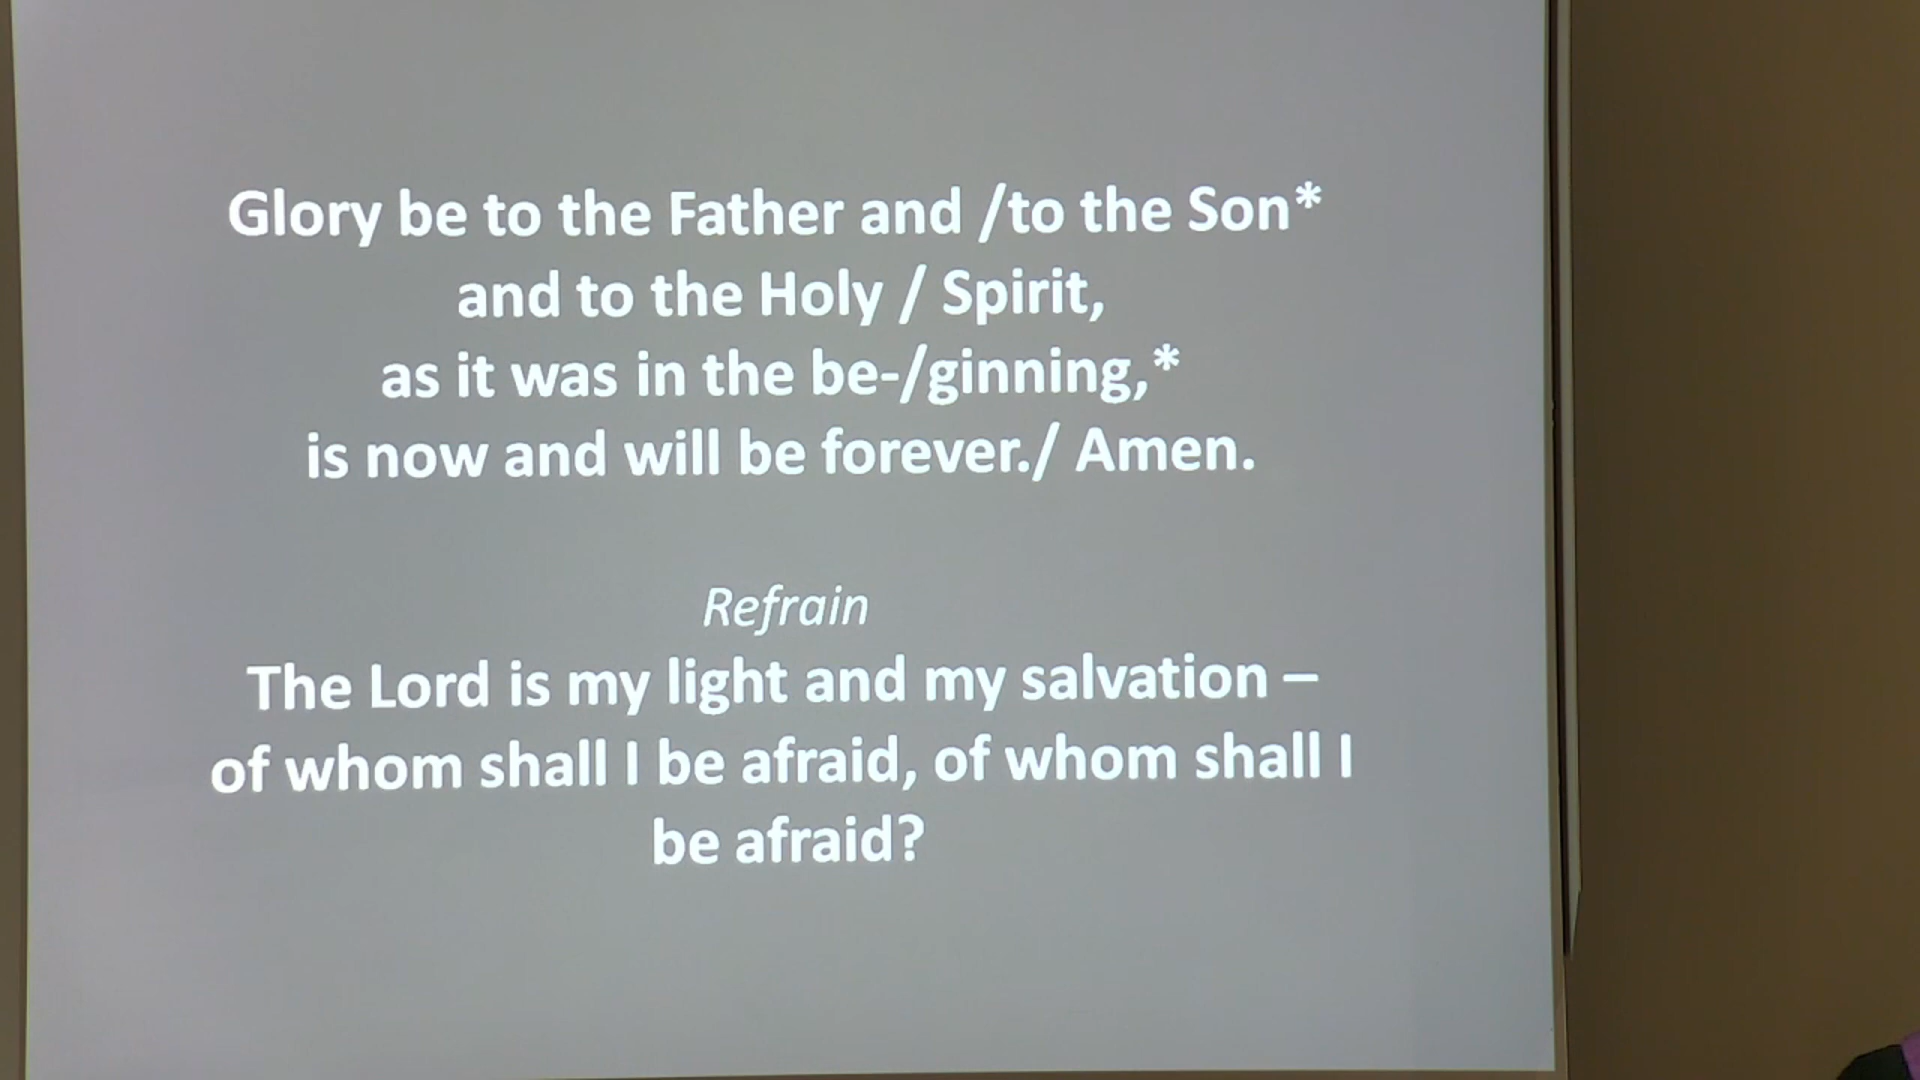 Glory be to the Father and /to the Son*
and to the Holy / Spirit,
as it was in the be-/ginning,*
is now and will be forever./ Amen.
Refrain
The Lord is my light and my salvation –
of whom shall I be afraid, of whom shall I
be afraid?